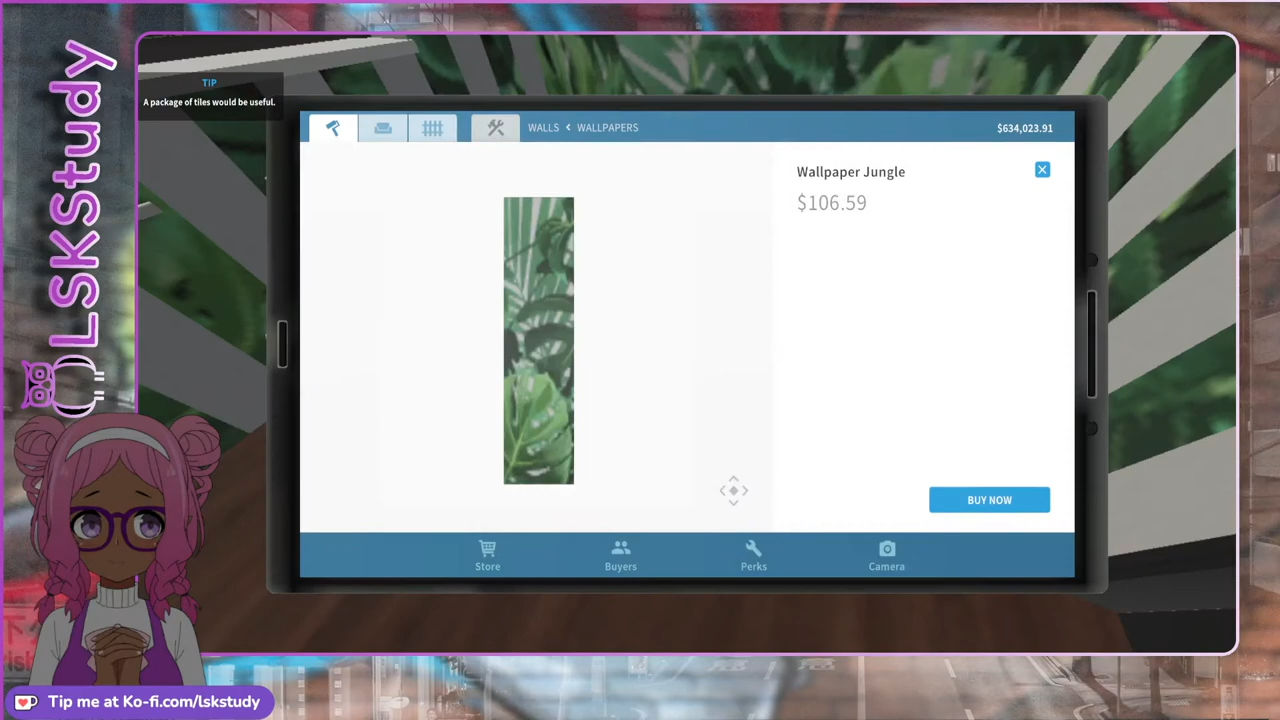 LSKStudy
TIP
A package of tiles would be useful.
WALLS < WALLPAPERS
$634,023.91
Wallpaper Jungle
$106.59
BUY NOW
Store
Buyers
Perks
Camera
Tip me at Ko-fi.com/lskstudy